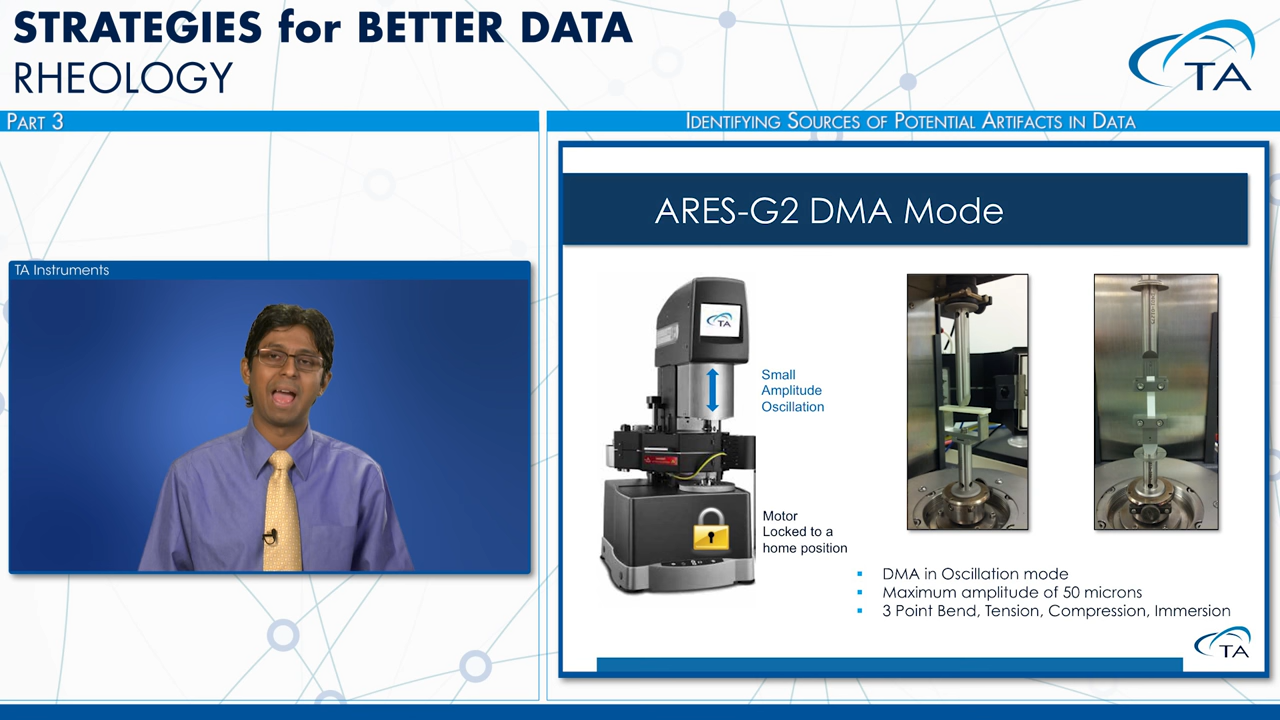 STRATEGIES for BETTER DATA
RHEOLOGY
TA
PART 3
IDENTIFYING SOURCES OF POTENTIAL ARTIFACTS IN DATA
TA Instruments
ARES-G2 DMA Mode
TA
Small
Amplitude
Oscillation
Motor
Locked to a
home position
▪ DMA in Oscillation mode
▪ Maximum amplitude of 50 microns
▪ 3 Point Bend, Tension, Compression, Immersion
TA